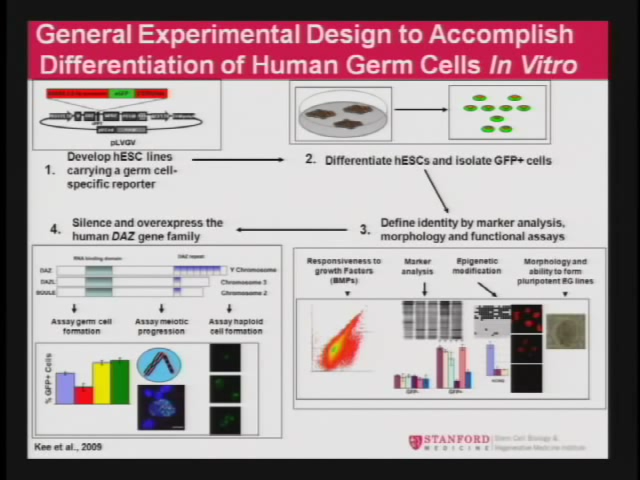 General Experimental Design to Accomplish
Differentiation of Human Germ Cells In Vitro
eGFP
pLVGV
1. Develop hESC lines
carrying a germ cell-
specific reporter
2. Differentiate hESCs and isolate GFP+ cells
4. Silence and overexpress the
human DAZ gene family
3. Define identity by marker analysis,
morphology and functional assays
RNA binding domain
DAZ repeat
DAZ
Y Chromosome
DAZL
Chromosome 3
BOULE
Chromosome 2
Assay germ cell
formation
Assay meiotic
progression
Assay haploid
cell formation
% GFP+ Cells
Responsiveness to
growth Factors
(BMPs)
Marker
analysis
Epigenetic
modification
Morphology and
ability to form
pluripotent EG lines
GFP-
GFP+
Kee et al., 2009
STANFORD
MEDICINE
Stem Cell Biology &
Regenerative Medicine Institute